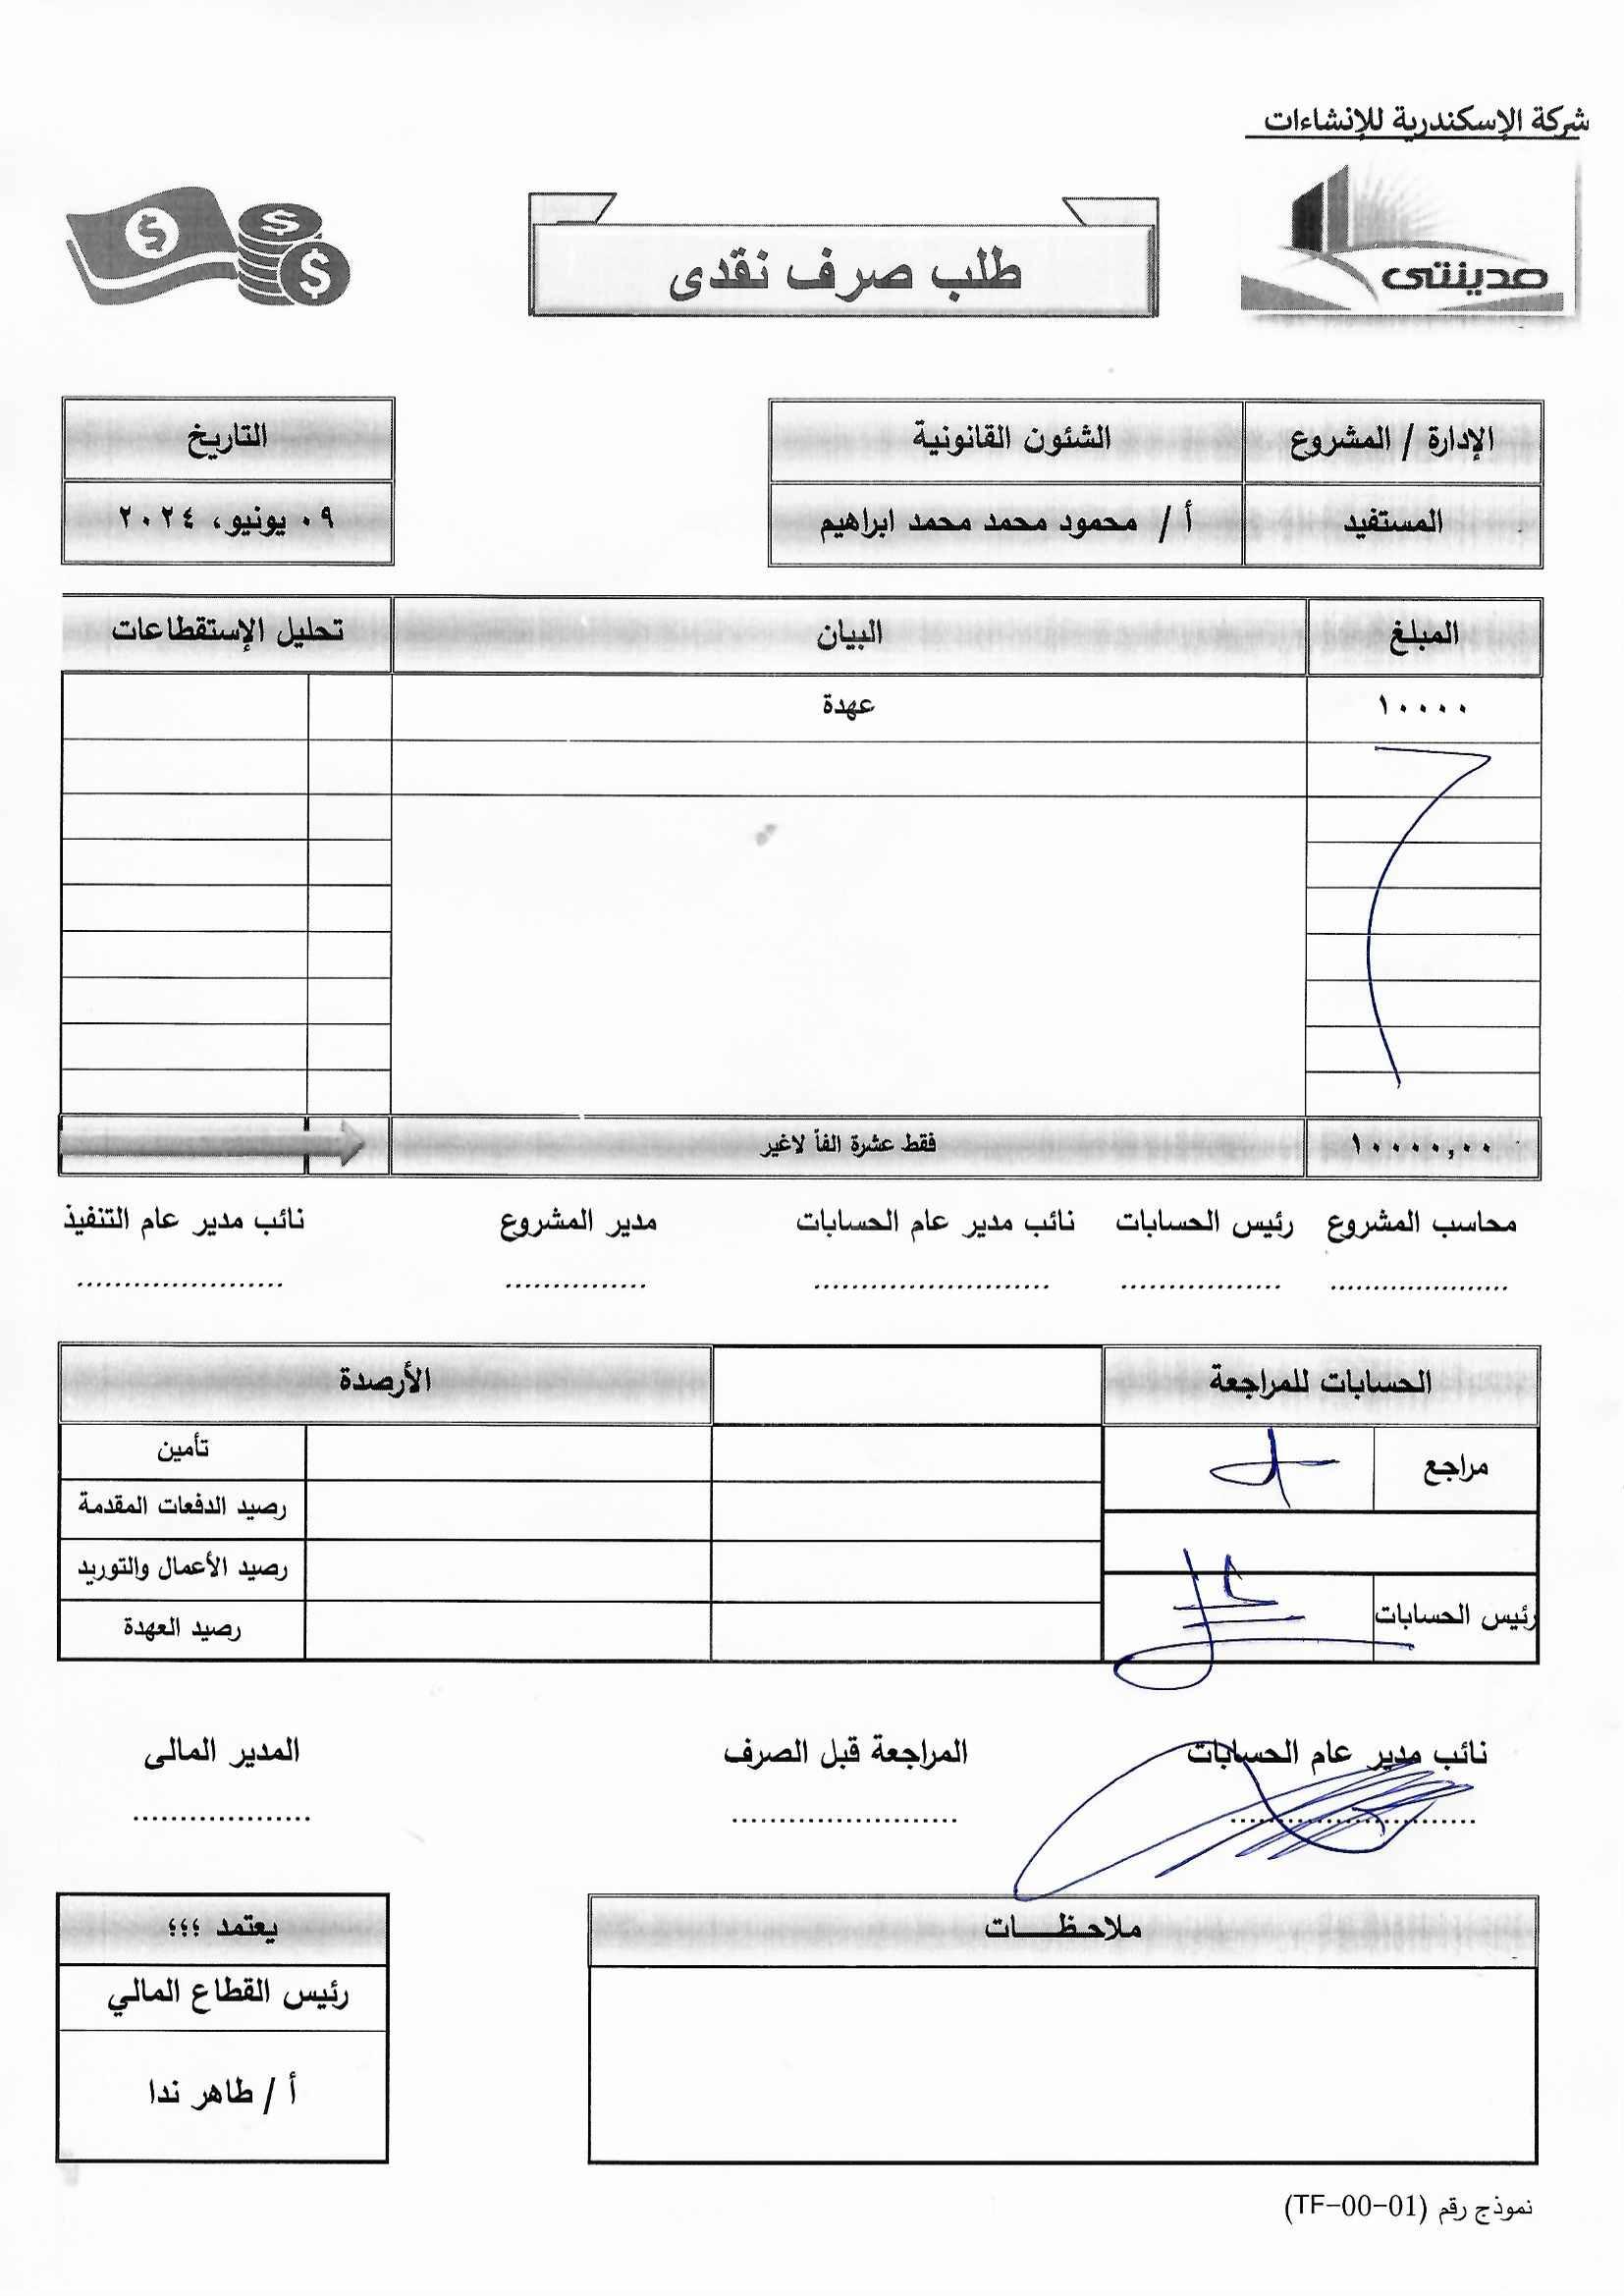 شركة الإسكندرية للإنشاءات
مدينتى
طلب صرف نقدى
الإدارة / المشروع الشئون القانونية التاريخ
المستفيد أ / محمود محمد محمد ابراهيم ٠٩ يونيو، ٢٠٢٤
المبلغ البيان تحليل الإستقطاعات
١٠٠٠٠ عهدة
١٠٠٠٠,٠٠ فقط عشرة الفاً لاغير
محاسب المشروع رئيس الحسابات نائب مدير عام الحسابات مدير المشروع نائب مدير عام التنفيذ
الحسابات للمراجعة الأرصدة
مراجع تأمين
رصيد الدفعات المقدمة
رصيد الأعمال والتوريد
رئيس الحسابات رصيد العهدة
نائب مدير عام الحسابات المراجعة قبل الصرف المدير المالى
ملاحظـــات يعتمد ؛؛؛
رئيس القطاع المالي
أ / طاهر ندا
نموذج رقم (TF-00-01)